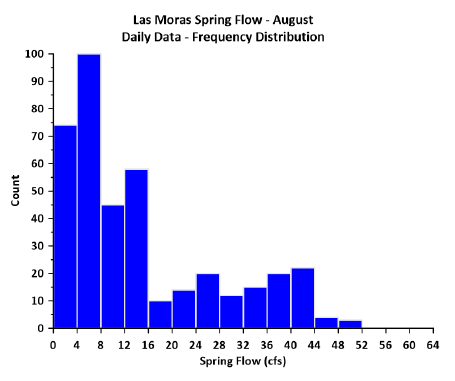 Las Moras Spring Flow - August
Daily Data - Frequency Distribution
100
90
80
70
60
50
40
30
20
10
0
Count
0 4 8 12 16 20 24 28 32 36 40 44 48 52 56 60 64
Spring Flow (cfs)